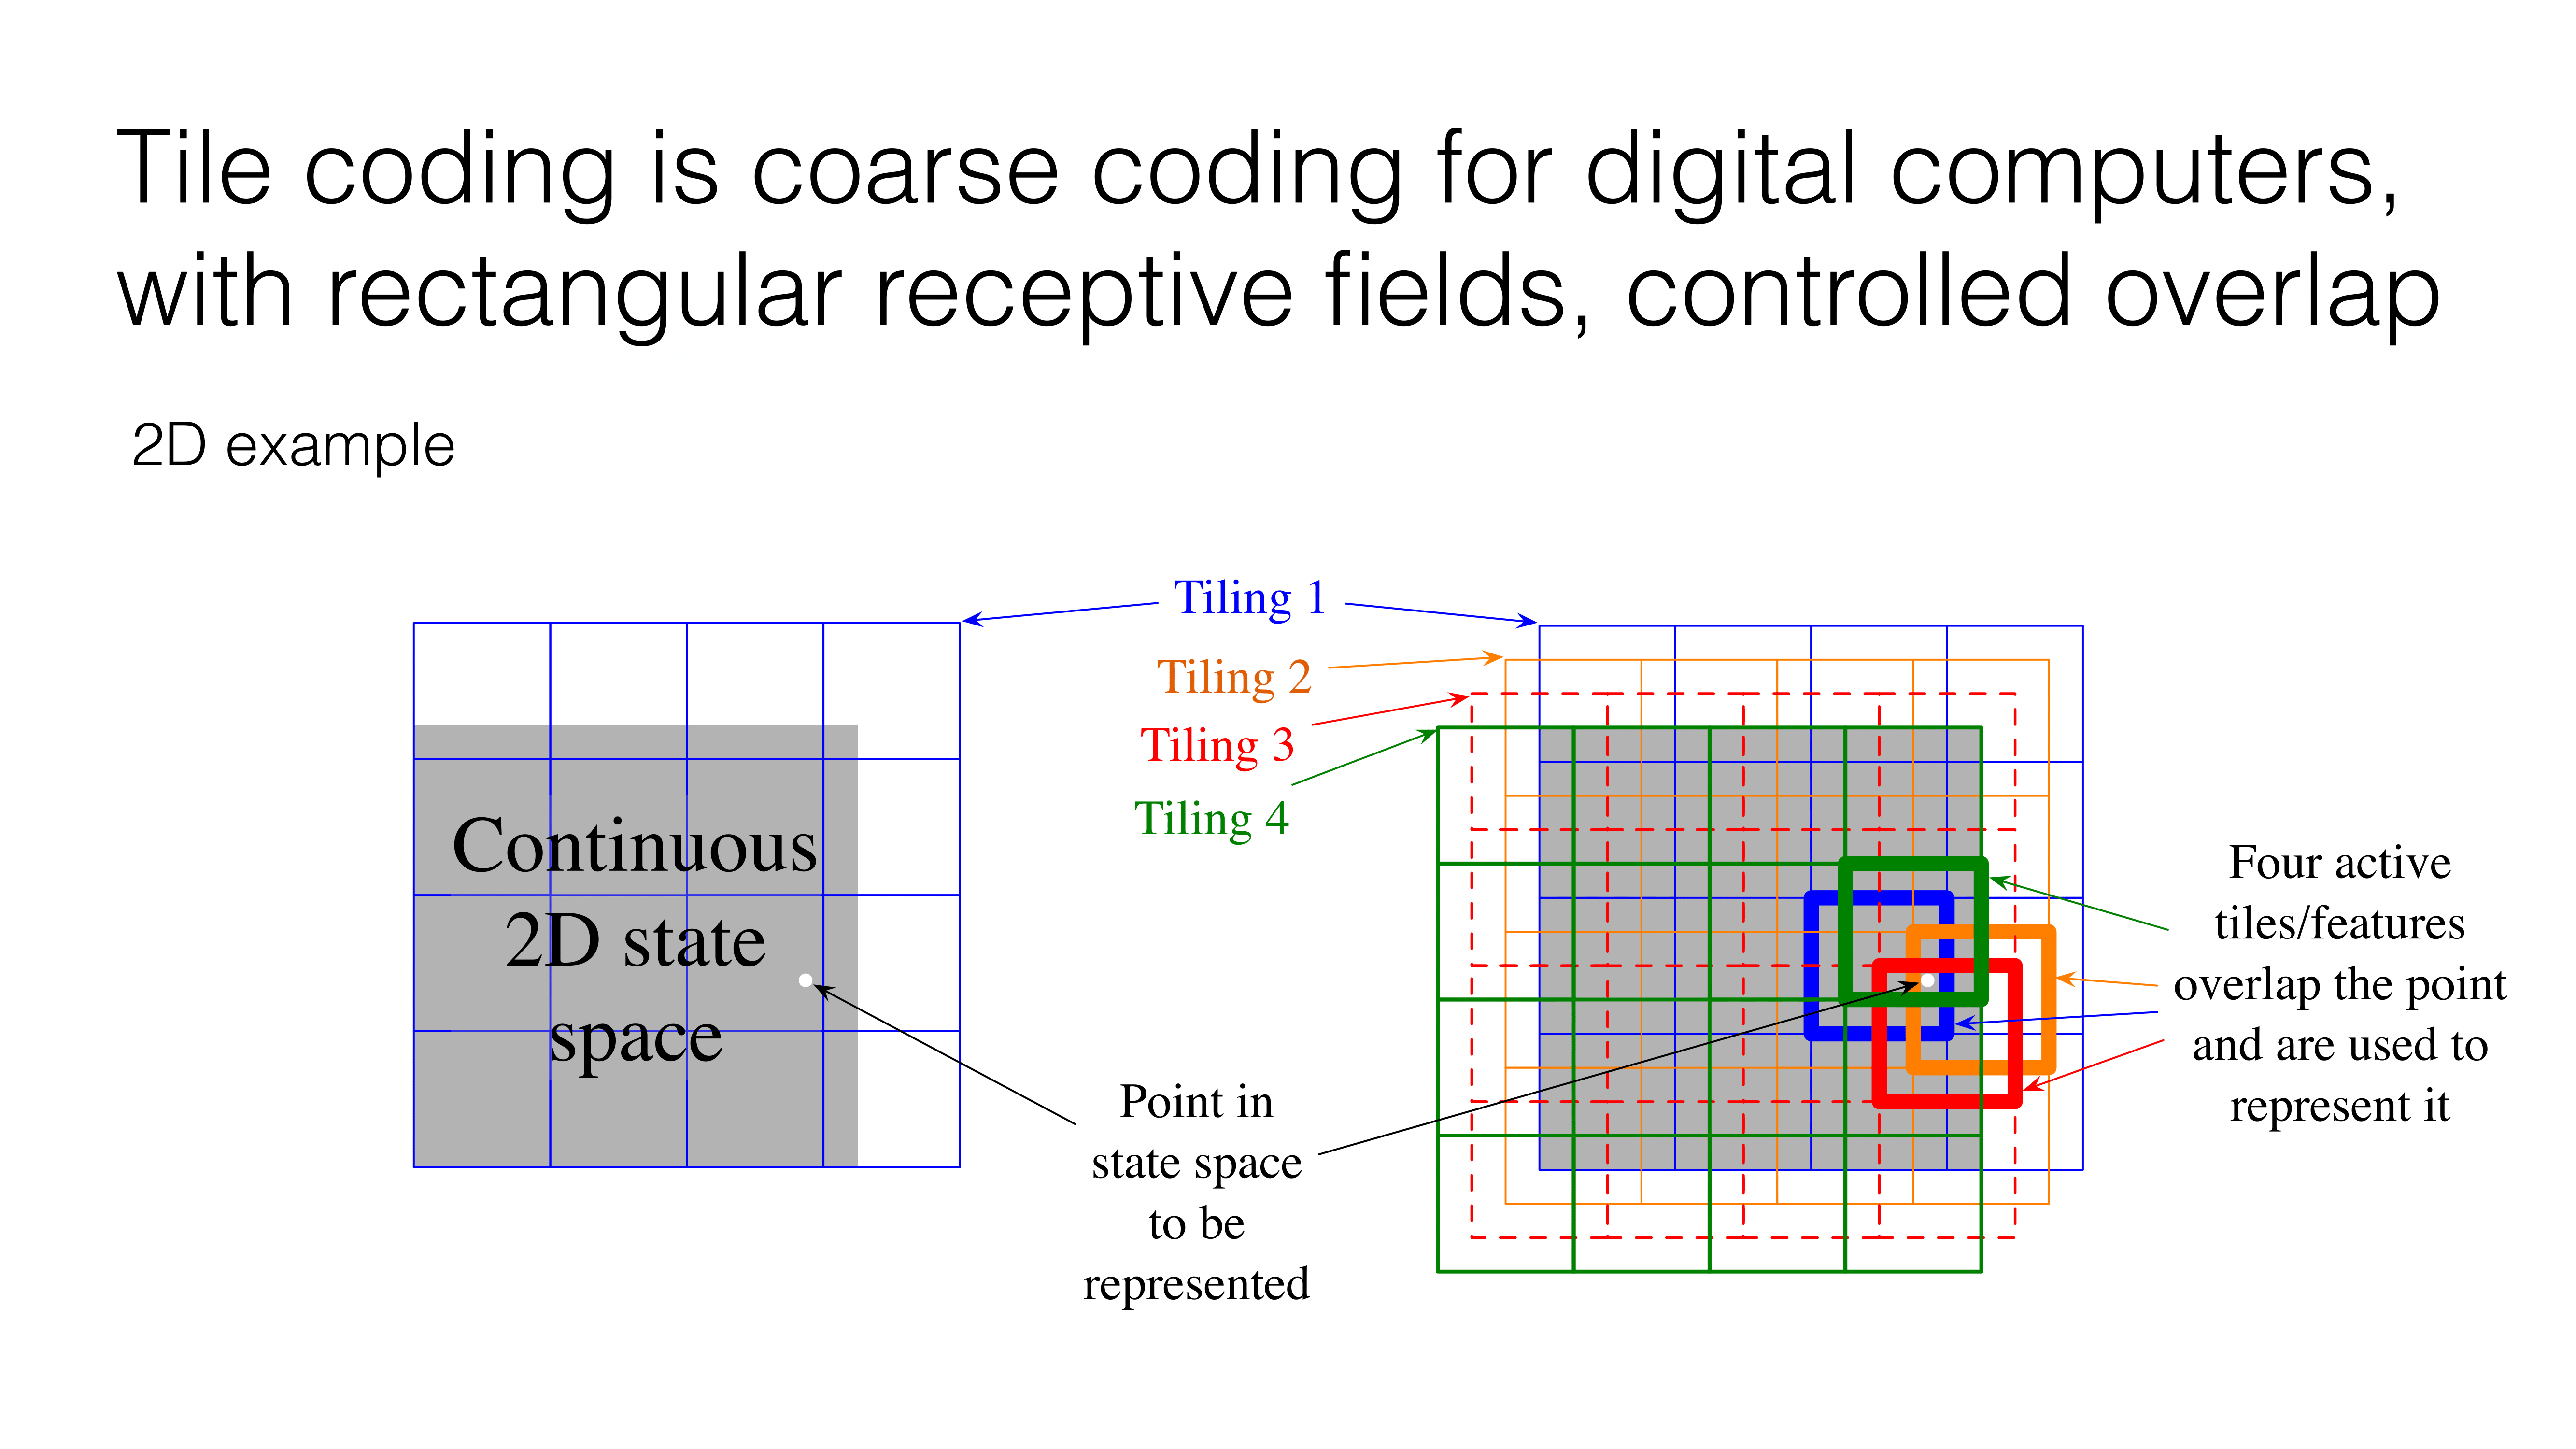 Tile coding is coarse coding for digital computers,
with rectangular receptive fields, controlled overlap
2D example
Continuous
2D state
space
Tiling 1
Tiling 2
Tiling 3
Tiling 4
Point in
state space
to be
represented
Four active
tiles/features
overlap the point
and are used to
represent it